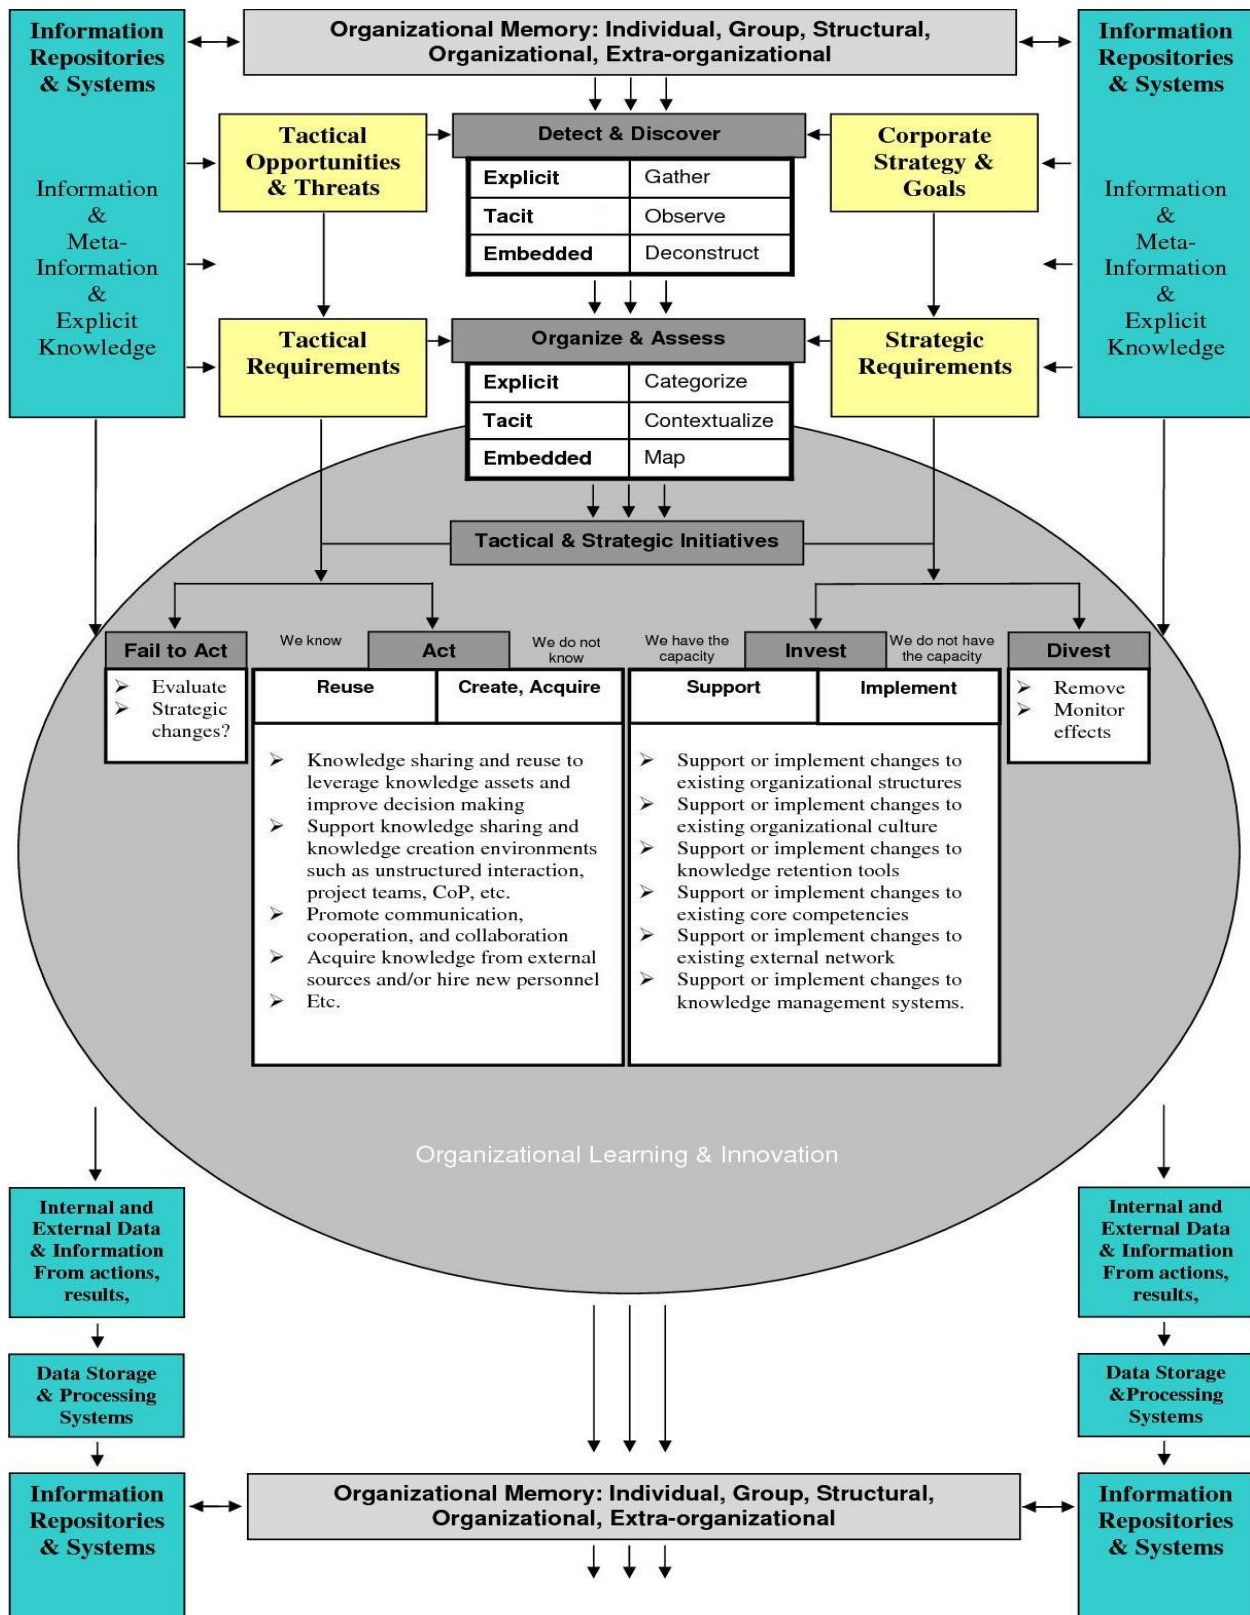 Information
Repositories
& Systems
Information
&
Meta-
Information
&
Explicit
Knowledge
Organizational Memory: Individual, Group, Structural,
Organizational, Extra-organizational
Information
Repositories
& Systems
Information
&
Meta-
Information
&
Explicit
Knowledge
Tactical
Opportunities
& Threats
Detect & Discover
Explicit Gather
Tacit Observe
Embedded Deconstruct
Corporate
Strategy &
Goals
Tactical
Requirements
Organize & Assess
Explicit Categorize
Tacit Contextualize
Embedded Map
Strategic
Requirements
Tactical & Strategic Initiatives
Fail to Act
➢ Evaluate
➢ Strategic
changes?
We know
Act
We do not
know
Reuse
Create, Acquire
➢ Knowledge sharing and reuse to
leverage knowledge assets and
improve decision making
➢ Support knowledge sharing and
knowledge creation environments
such as unstructured interaction,
project teams, CoP, etc.
➢ Promote communication,
cooperation, and collaboration
➢ Acquire knowledge from external
sources and/or hire new personnel
➢ Etc.
We have the
capacity
Invest
We do not have
the capacity
Support
Implement
➢ Support or implement changes to
existing organizational structures
➢ Support or implement changes to
existing organizational culture
➢ Support or implement changes to
knowledge retention tools
➢ Support or implement changes to
existing core competencies
➢ Support or implement changes to
existing external network
➢ Support or implement changes to
knowledge management systems.
Divest
➢ Remove
➢ Monitor
effects
Organizational Learning & Innovation
Internal and
External Data
& Information
From actions,
results,
Data Storage
& Processing
Systems
Information
Repositories
& Systems
Organizational Memory: Individual, Group, Structural,
Organizational, Extra-organizational
Internal and
External Data
& Information
From actions,
results,
Data Storage
&Processing
Systems
Information
Repositories
& Systems